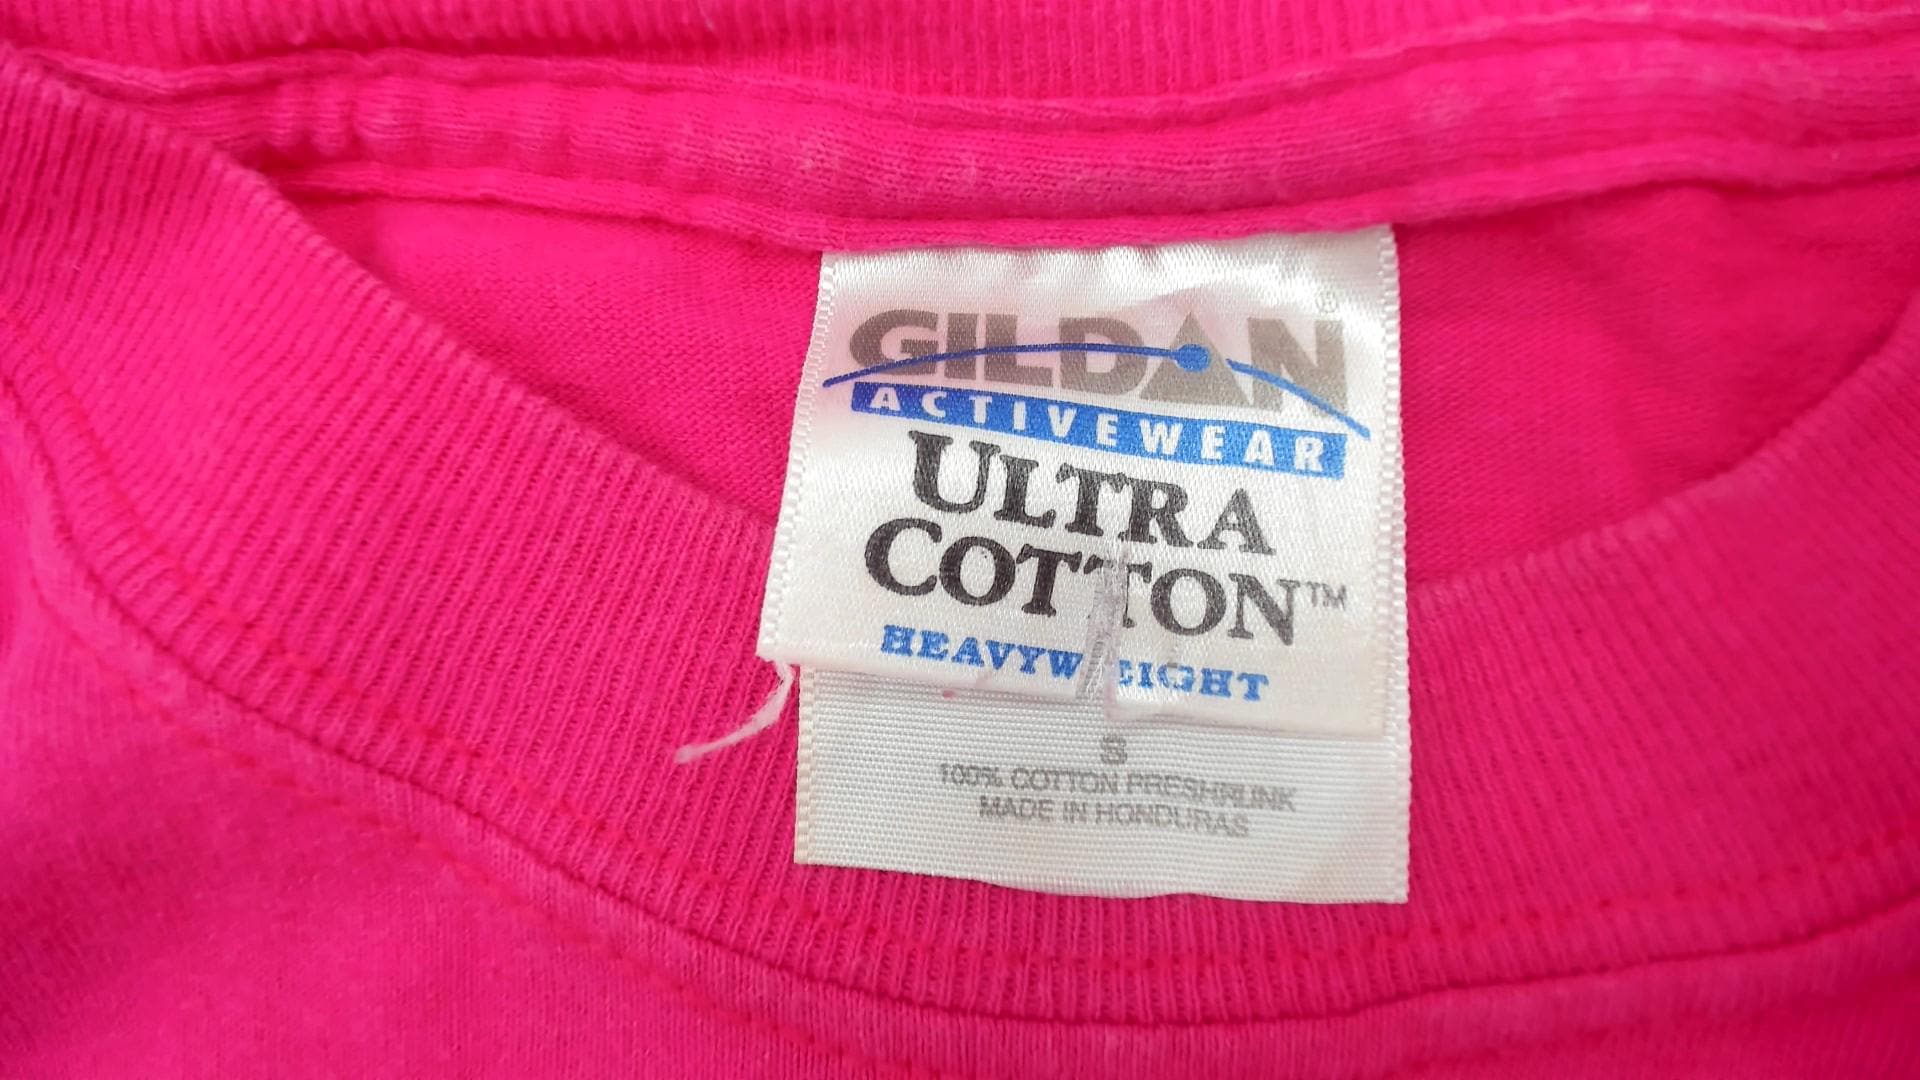 GILDAN®
ACTIVEWEAR
ULTRA
COTTON™
HEAVYWEIGHT
S
100% COTTON PRESHRUNK
MADE IN HONDURAS